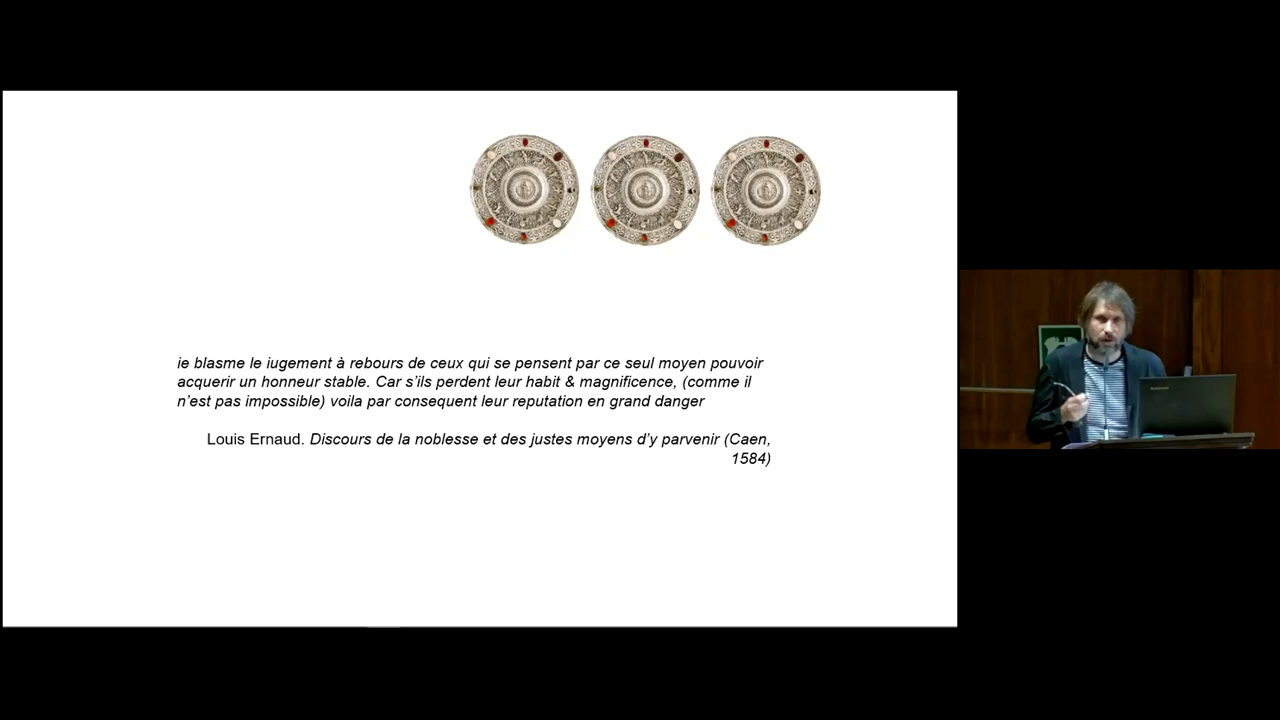 ie blasme le iugement à rebours de ceux qui se pensent par ce seul moyen pouvoir
acquerir un honneur stable. Car s’ils perdent leur habit & magnificence, (comme il
n’est pas impossible) voila par consequent leur reputation en grand danger
Louis Ernaud. Discours de la noblesse et des justes moyens d’y parvenir (Caen,
1584)